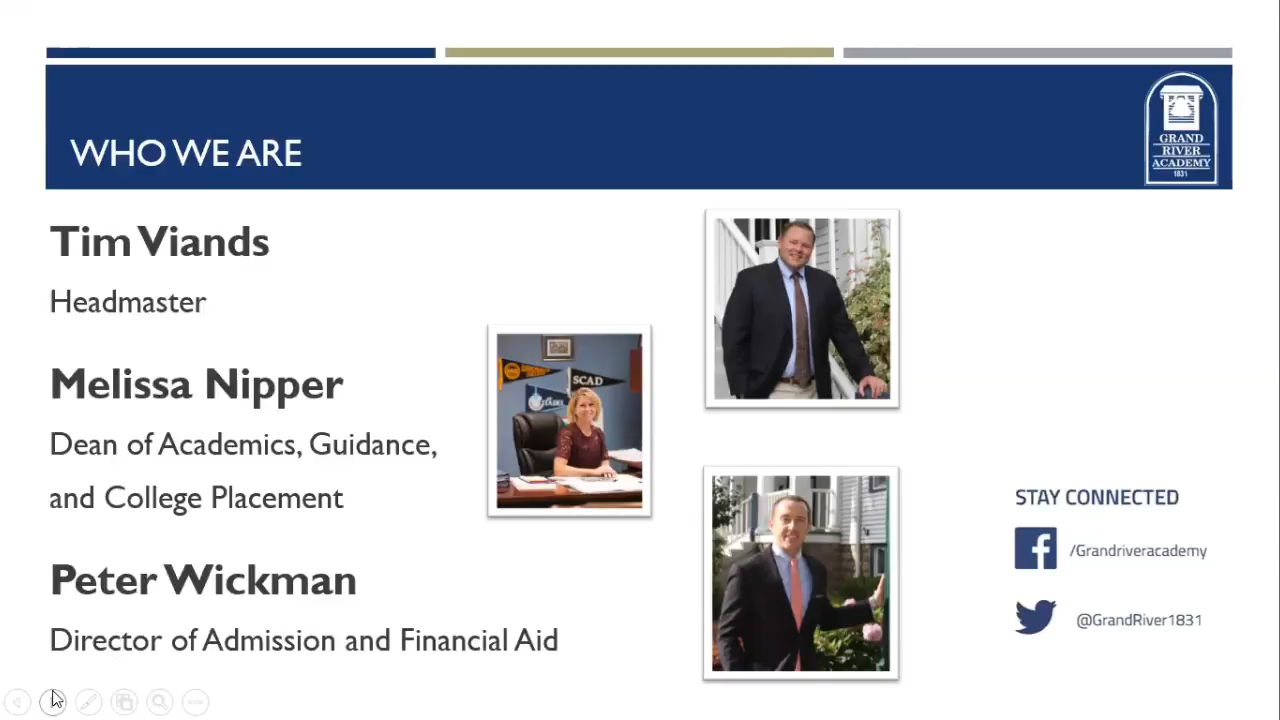 WHO WE ARE
GRAND
RIVER
ACADEMY
1831
Tim Viands
Headmaster
Melissa Nipper
Dean of Academics, Guidance,
and College Placement
Peter Wickman
Director of Admission and Financial Aid
SCAD
STAY CONNECTED
/Grandriveracademy
@GrandRiver1831